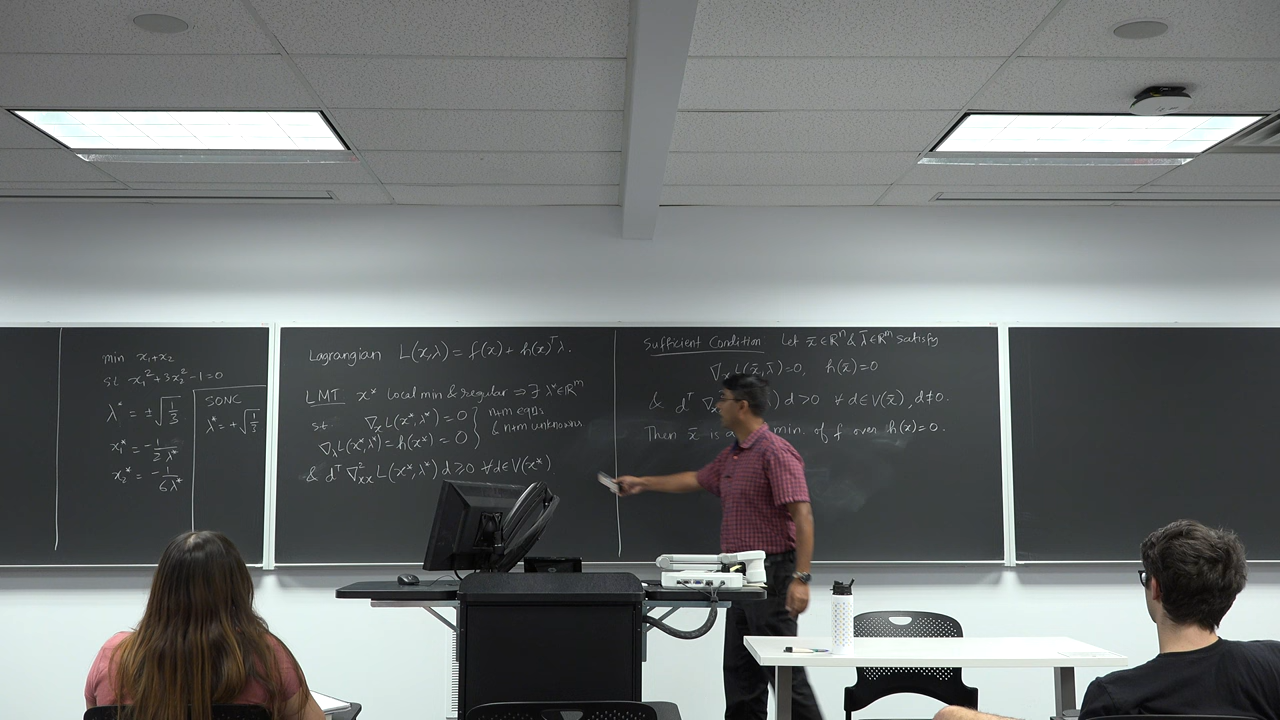 min x₁+x₂
st x₁²+3x₂²-1=0
λ* = ±√(1/3)
x₁* = -1/(2λ*)
x₂* = -1/(6λ*)
SONC
λ* = +√(1/3)
Lagrangian L(x,λ) = f(x) + h(x)ᵀλ.
LMT x* local min & regular ⇒ ∃ λ*∈ℝᵐ
st. ∇ₓL(x*,λ*) = 0
∇_λL(x*,λ*) = h(x*) = 0
n+m eqns
& n+m unknowns
& dᵀ ∇²ₓₓL(x*,λ*) d ≥ 0 ∀d∈V(x*)
Sufficient Condition Let x̄∈ℝⁿ & λ̄∈ℝᵐ satisfy
∇ₓL(x̄,λ̄)=0, h(x̄)=0
& dᵀ ) d > 0 ∀ d∈V(x̄), d≠0.
Then x̄ is a min. of f over h(x)=0.